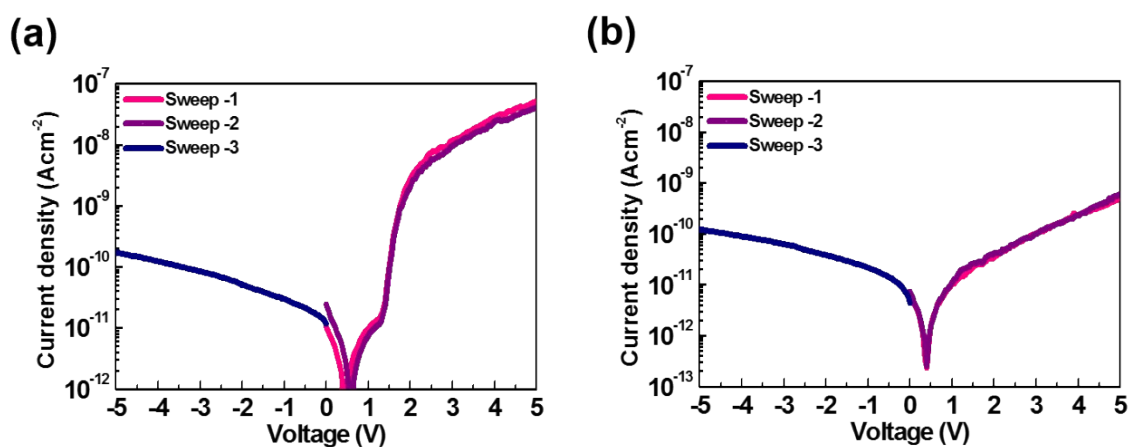 (a)
(b)
10⁻⁷
10⁻⁸
10⁻⁹
10⁻¹⁰
10⁻¹¹
10⁻¹²
Current density (Acm⁻²)
Sweep -1
Sweep -2
Sweep -3
-5 -4 -3 -2 -1 0 1 2 3 4 5
Voltage (V)
10⁻⁷
10⁻⁸
10⁻⁹
10⁻¹⁰
10⁻¹¹
10⁻¹²
10⁻¹³
Current density (Acm⁻²)
Sweep -1
Sweep -2
Sweep -3
-5 -4 -3 -2 -1 0 1 2 3 4 5
Voltage (V)